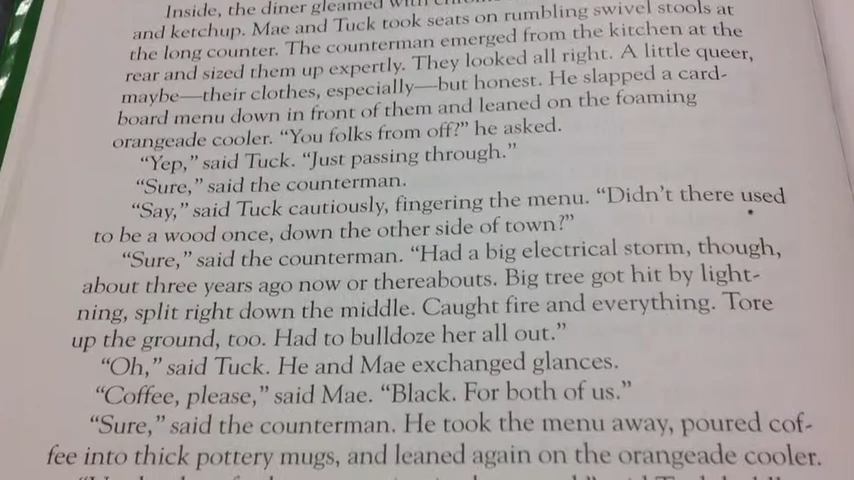 Inside, the diner gleamed with
and ketchup. Mae and Tuck took seats on rumbling swivel stools at
the long counter. The counterman emerged from the kitchen at the
rear and sized them up expertly. They looked all right. A little queer,
maybe—their clothes, especially—but honest. He slapped a card-
board menu down in front of them and leaned on the foaming
orangeade cooler. “You folks from off?” he asked.
“Yep,” said Tuck. “Just passing through.”
“Sure,” said the counterman.
“Say,” said Tuck cautiously, fingering the menu. “Didn’t there used
to be a wood once, down the other side of town?”
“Sure,” said the counterman. “Had a big electrical storm, though,
about three years ago now or thereabouts. Big tree got hit by light-
ning, split right down the middle. Caught fire and everything. Tore
up the ground, too. Had to bulldoze her all out.”
“Oh,” said Tuck. He and Mae exchanged glances.
“Coffee, please,” said Mae. “Black. For both of us.”
“Sure,” said the counterman. He took the menu away, poured cof-
fee into thick pottery mugs, and leaned again on the orangeade cooler.